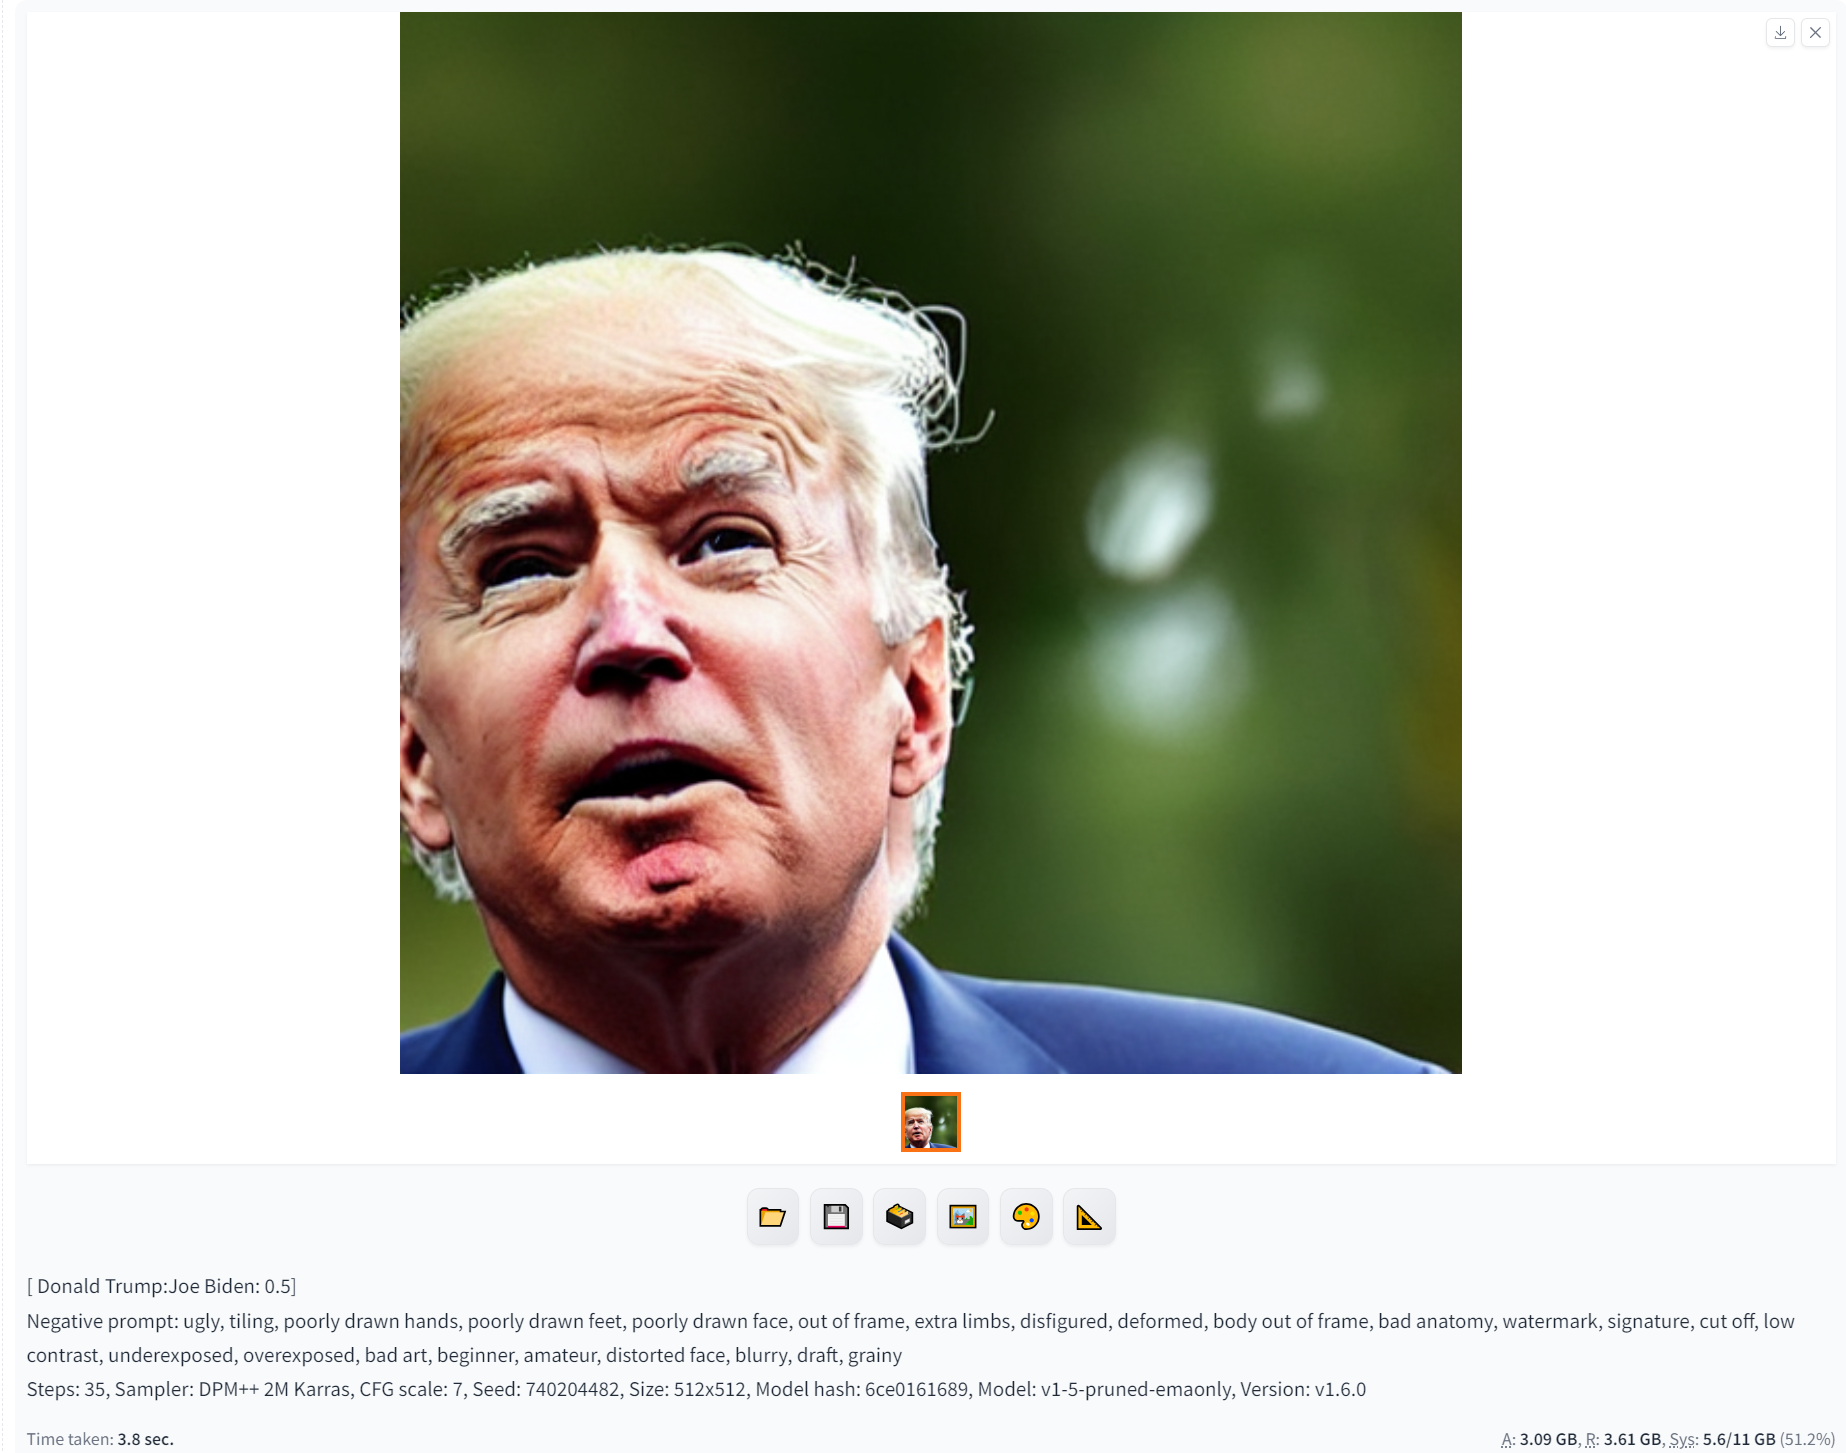 [ Donald Trump:Joe Biden: 0.5]
Negative prompt: ugly, tiling, poorly drawn hands, poorly drawn feet, poorly drawn face, out of frame, extra limbs, disfigured, deformed, body out of frame, bad anatomy, watermark, signature, cut off, low
contrast, underexposed, overexposed, bad art, beginner, amateur, distorted face, blurry, draft, grainy
Steps: 35, Sampler: DPM++ 2M Karras, CFG scale: 7, Seed: 740204482, Size: 512x512, Model hash: 6ce0161689, Model: v1-5-pruned-emaonly, Version: v1.6.0
Time taken: 3.8 sec.
A: 3.09 GB, R: 3.61 GB, Sys: 5.6/11 GB (51.2%)